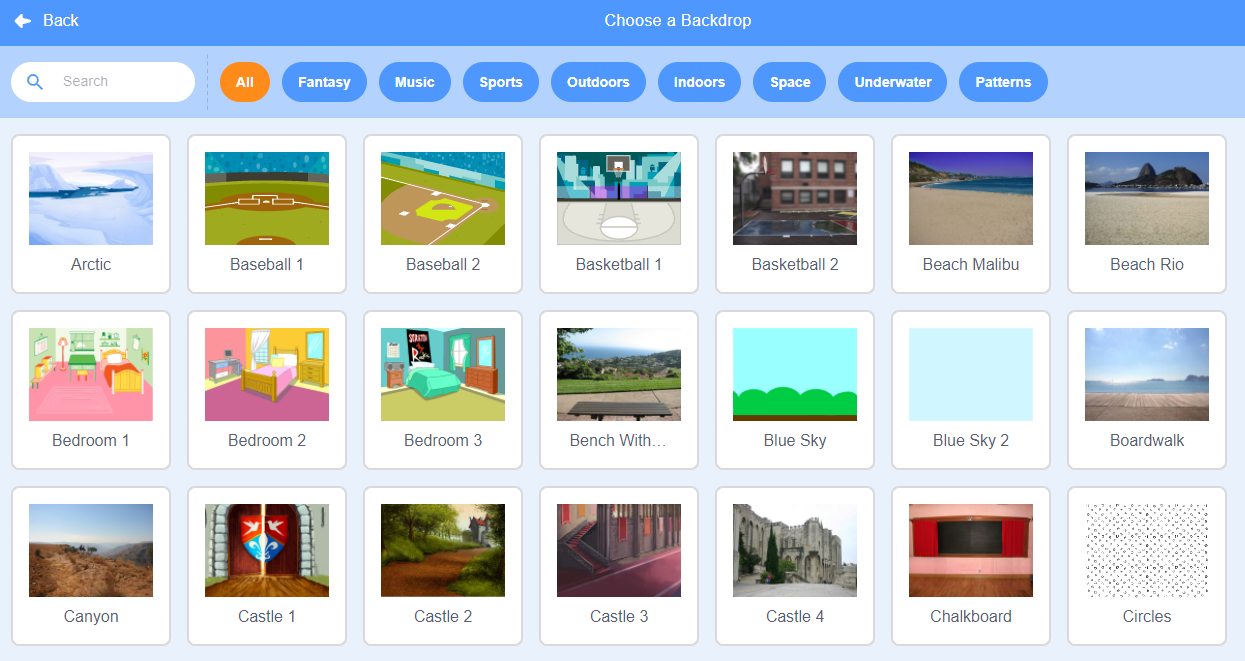 Back
Choose a Backdrop
Search
All
Fantasy
Music
Sports
Outdoors
Indoors
Space
Underwater
Patterns
Arctic
Baseball 1
Baseball 2
Basketball 1
Basketball 2
Beach Malibu
Beach Rio
SCRATCH
Bedroom 1
Bedroom 2
Bedroom 3
Bench With...
Blue Sky
Blue Sky 2
Boardwalk
Canyon
Castle 1
Castle 2
Castle 3
Castle 4
Chalkboard
Circles